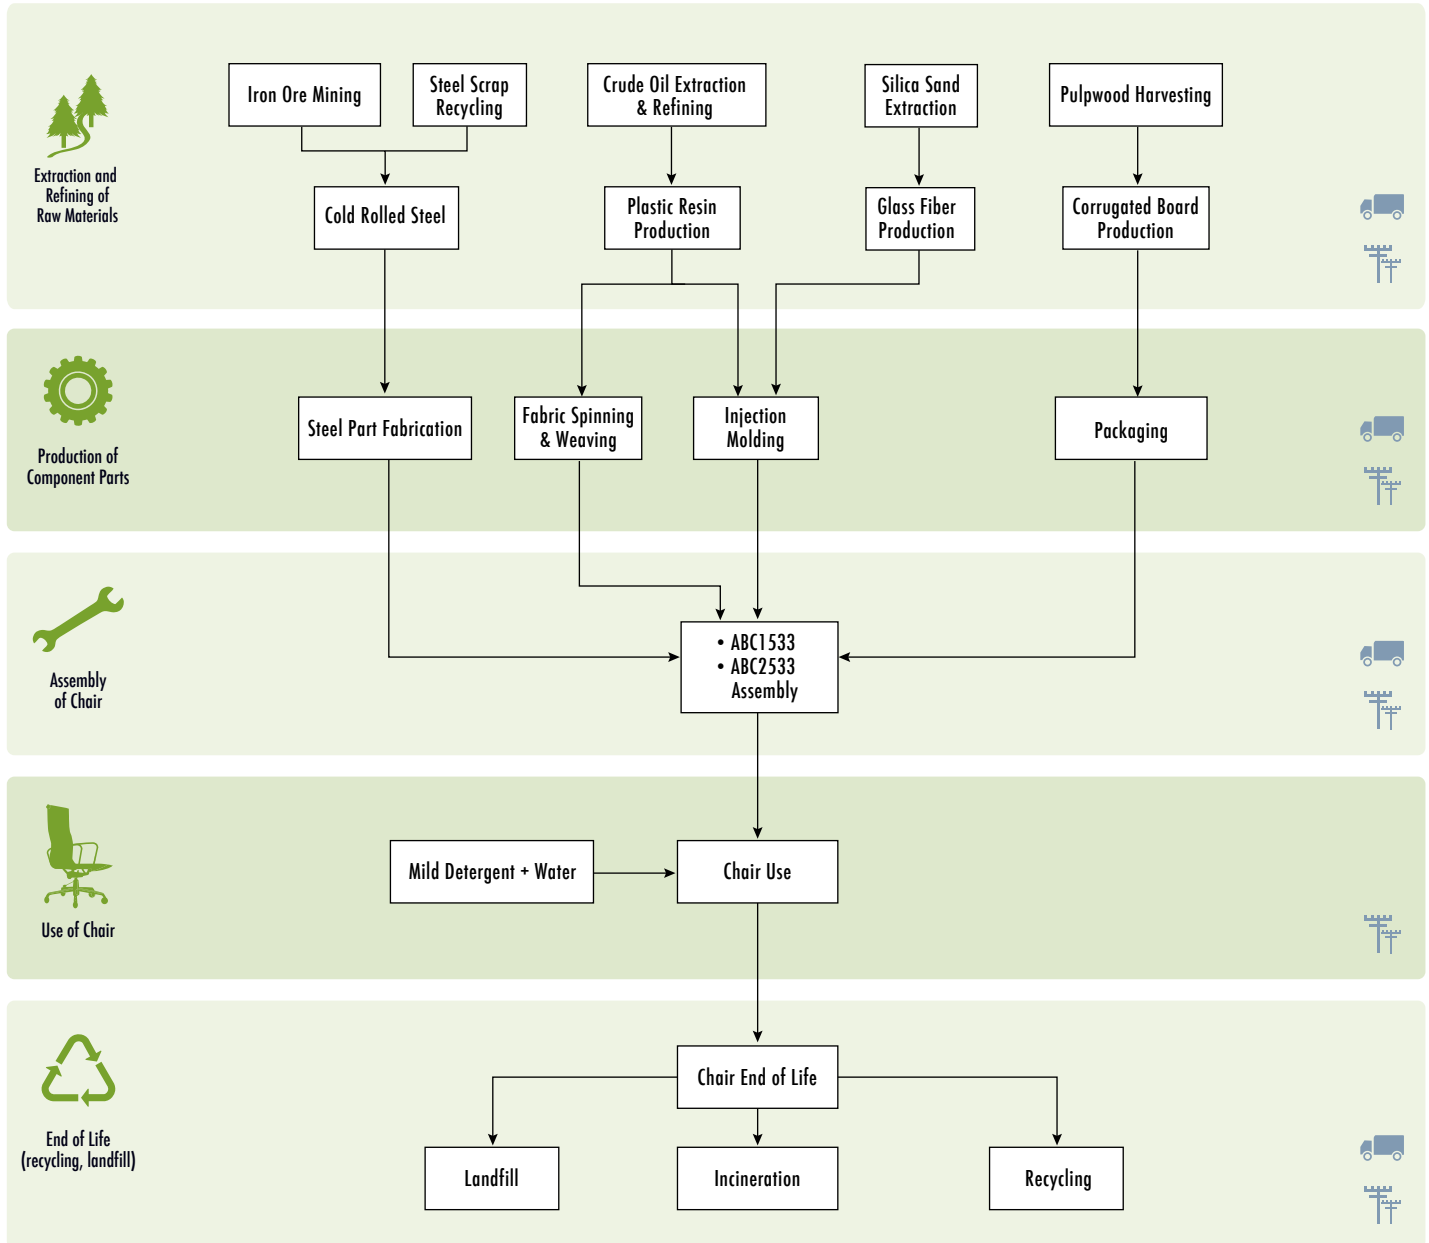 Iron Ore Mining
Steel Scrap
Recycling
Crude Oil Extraction
& Refining
Silica Sand
Extraction
Pulpwood Harvesting
Extraction and
Refining of
Raw Materials
Cold Rolled Steel
Plastic Resin
Production
Glass Fiber
Production
Corrugated Board
Production
Production of
Component Parts
Steel Part Fabrication
Fabric Spinning
& Weaving
Injection
Molding
Packaging
Assembly
of Chair
• ABC1533
• ABC2533
Assembly
Use of Chair
Mild Detergent + Water
Chair Use
End of Life
(recycling, landfill)
Chair End of Life
Landfill
Incineration
Recycling